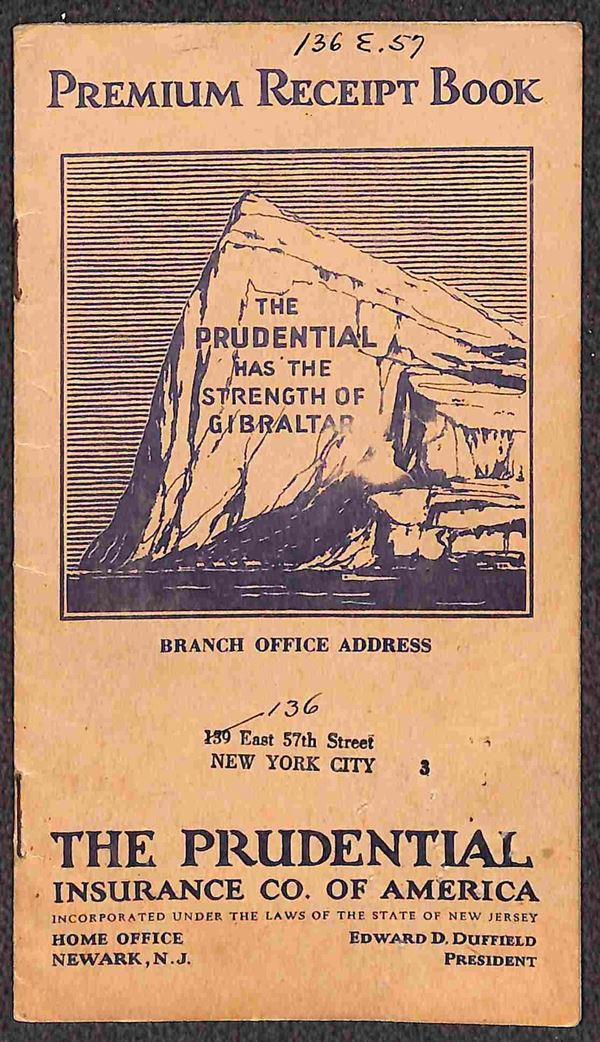 136 E. 57
PREMIUM RECEIPT BOOK
THE
PRUDENTIAL
HAS THE
STRENGTH OF
GIBRALTAR
BRANCH OFFICE ADDRESS
136
139 East 57th Street
NEW YORK CITY 3
THE PRUDENTIAL
INSURANCE CO. OF AMERICA
INCORPORATED UNDER THE LAWS OF THE STATE OF NEW JERSEY
HOME OFFICE EDWARD D. DUFFIELD
NEWARK, N.J. PRESIDENT